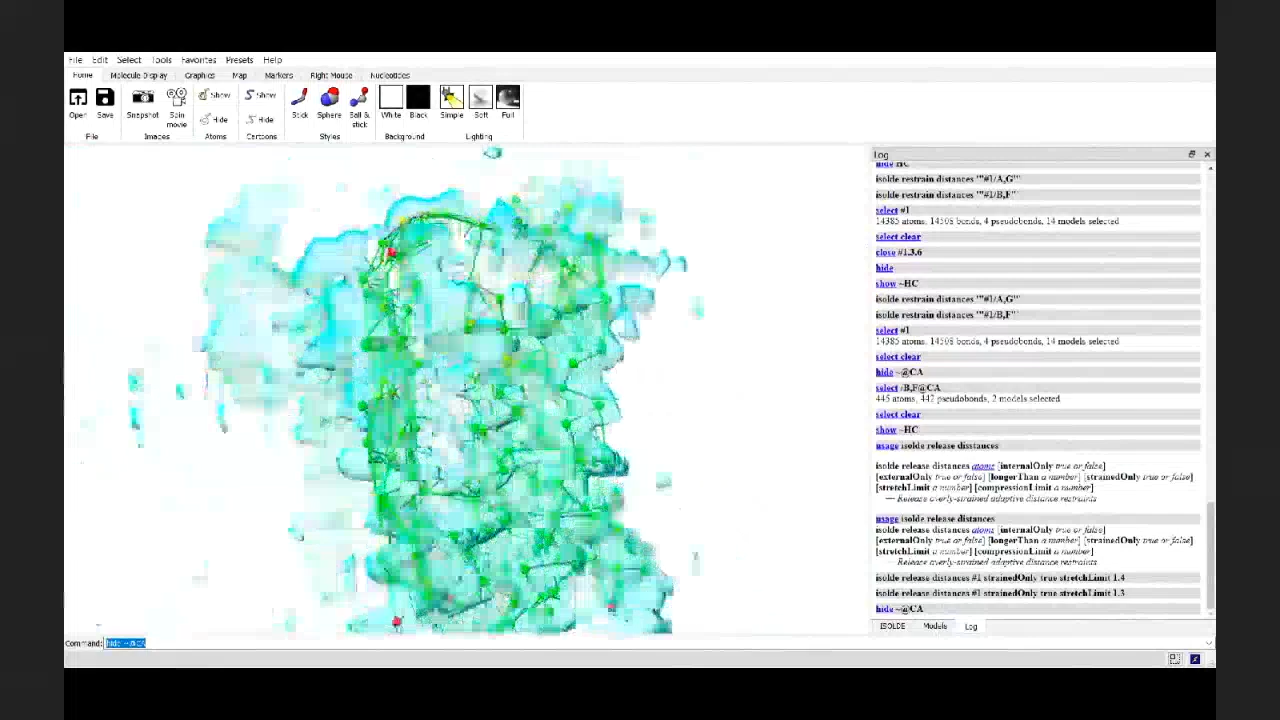 File Edit Select Tools Favorites Presets Help
Home Molecule Display Graphics Map Markers Right Mouse Nucleotides
Show Show
Open Save Snapshot Spin movie Hide Hide Stick Sphere Ball & stick White Black Simple Soft Full
File Images Atoms Cartoons Styles Background Lighting
Log
hide HC
isolde restrain distances ""#1/A,G""
isolde restrain distances ""#1/B,F""
select #1
14385 atoms, 14508 bonds, 4 pseudobonds, 14 models selected
select clear
close #1.3.6
hide
show ~HC
isolde restrain distances ""#1/A,G""
isolde restrain distances ""#1/B,F""
select #1
14385 atoms, 14508 bonds, 4 pseudobonds, 14 models selected
select clear
hide ~@CA
select /B,F@CA
445 atoms, 442 pseudobonds, 2 models selected
select clear
show ~HC
usage isolde release disstances
isolde release distances atoms [internalOnly true or false]
[externalOnly true or false] [longerThan a number] [strainedOnly true or false]
[stretchLimit a number] [compressionLimit a number]
— Release overly-strained adaptive distance restraints
usage isolde release distances
isolde release distances atoms [internalOnly true or false]
[externalOnly true or false] [longerThan a number] [strainedOnly true or false]
[stretchLimit a number] [compressionLimit a number]
— Release overly-strained adaptive distance restraints
isolde release distances #1 strainedOnly true stretchLimit 1.4
isolde release distances #1 strainedOnly true stretchLimit 1.3
hide ~@CA
ISOLDE Models Log
Command: hide ~@CA